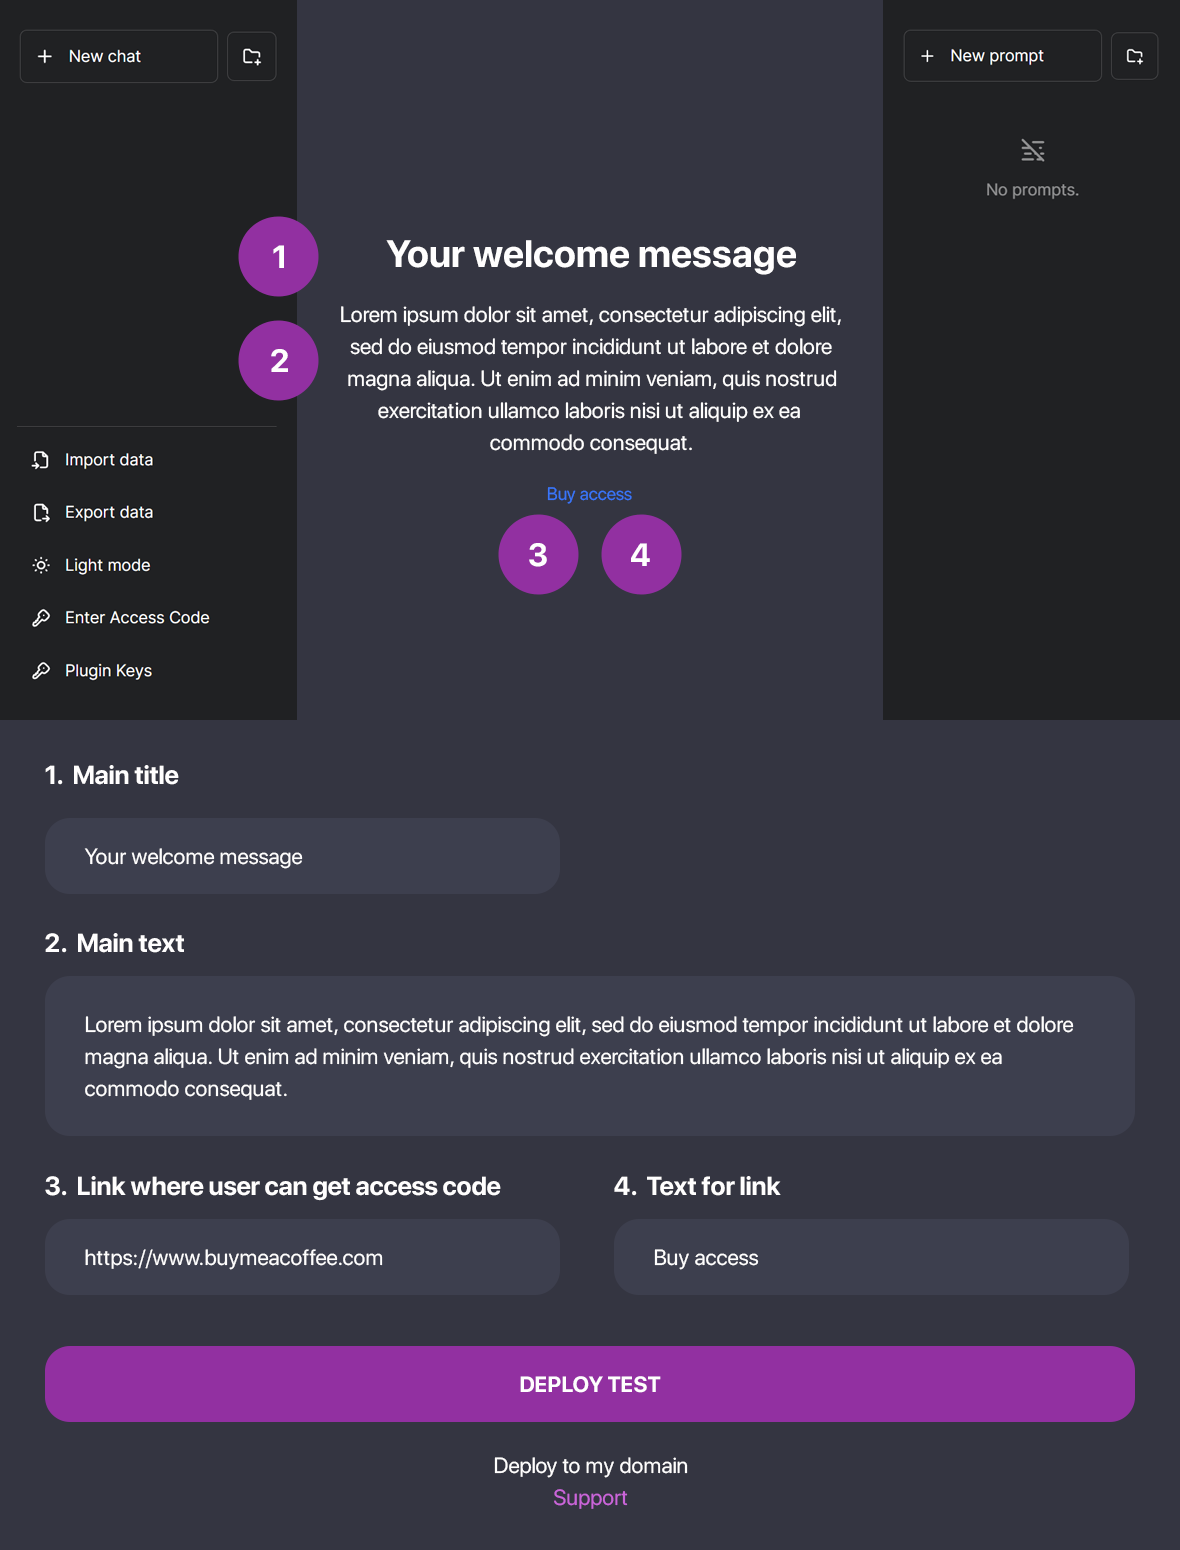 New chat
New prompt
No prompts.
1
Your welcome message
Lorem ipsum dolor sit amet, consectetur adipiscing elit,
2
sed do eiusmod tempor incididunt ut labore et dolore
magna aliqua. Ut enim ad minim veniam, quis nostrud
exercitation ullamco laboris nisi ut aliquip ex ea
commodo consequat.
Import data
Buy access
Export data
3 4
Light mode
Enter Access Code
Plugin Keys
1. Main title
Your welcome message
2. Main text
Lorem ipsum dolor sit amet, consectetur adipiscing elit, sed do eiusmod tempor incididunt ut labore et dolore
magna aliqua. Ut enim ad minim veniam, quis nostrud exercitation ullamco laboris nisi ut aliquip ex ea
commodo consequat.
3. Link where user can get access code
https://www.buymeacoffee.com
4. Text for link
Buy access
DEPLOY TEST
Deploy to my domain
Support